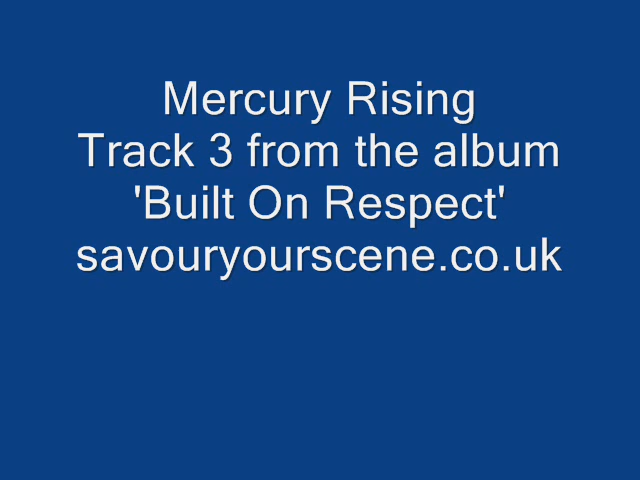 Mercury Rising
Track 3 from the album
'Built On Respect'
savouryourscene.co.uk